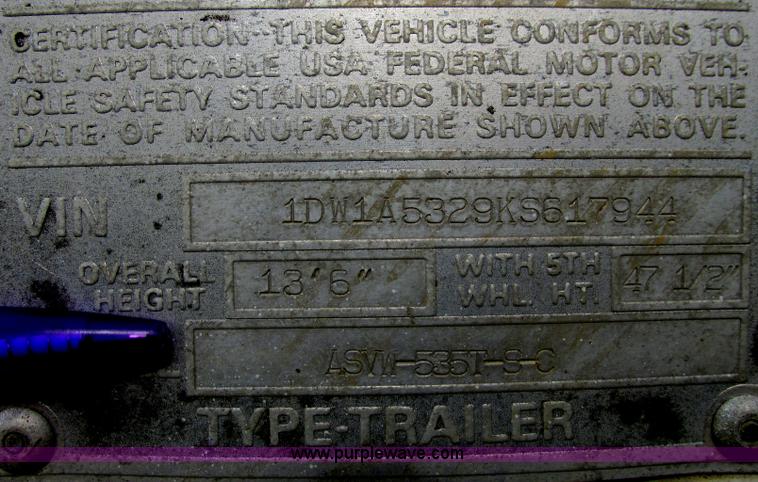 CERTIFICATION-THIS VEHICLE CONFORMS TO
ALL APPLICABLE USA FEDERAL MOTOR VEH-
ICLE SAFETY STANDARDS IN EFFECT ON THE
DATE OF MANUFACTURE SHOWN ABOVE.
VIN 1DW1A5329KS617944
OVERALL HEIGHT 13'6" WITH 5TH WHL. HT. 47 1/2"
ASVW-535T-S-C
TYPE-TRAILER
www.purplewave.com